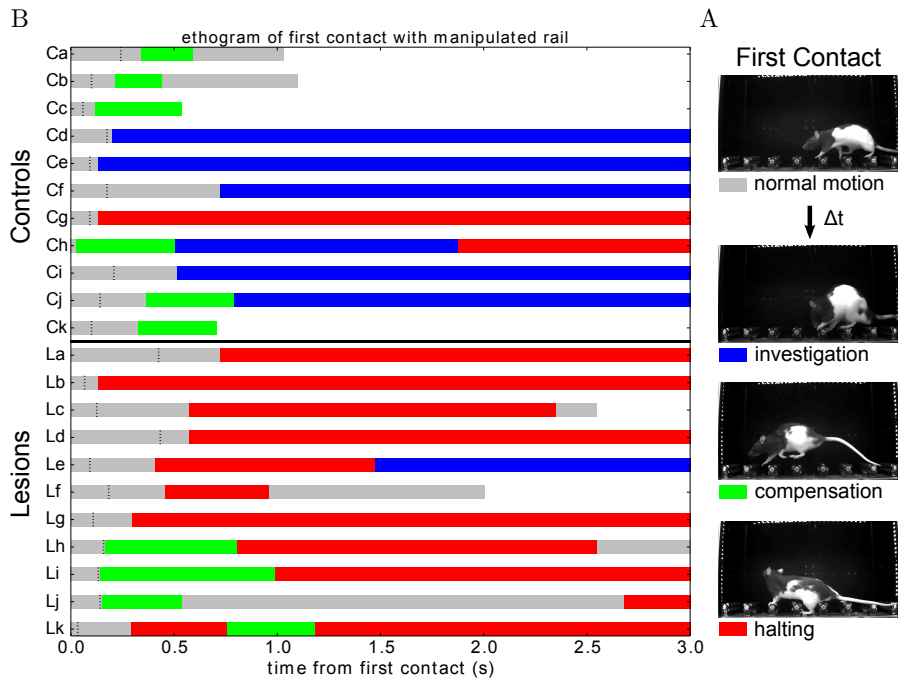 B
A
ethogram of first contact with manipulated rail
Controls
Ca
Cb
Cc
Cd
Ce
Cf
Cg
Ch
Ci
Cj
Ck
Lesions
La
Lb
Lc
Ld
Le
Lf
Lg
Lh
Li
Lj
Lk
0.0 0.5 1.0 1.5 2.0 2.5 3.0
time from first contact (s)
First Contact
normal motion
Δt
investigation
compensation
halting